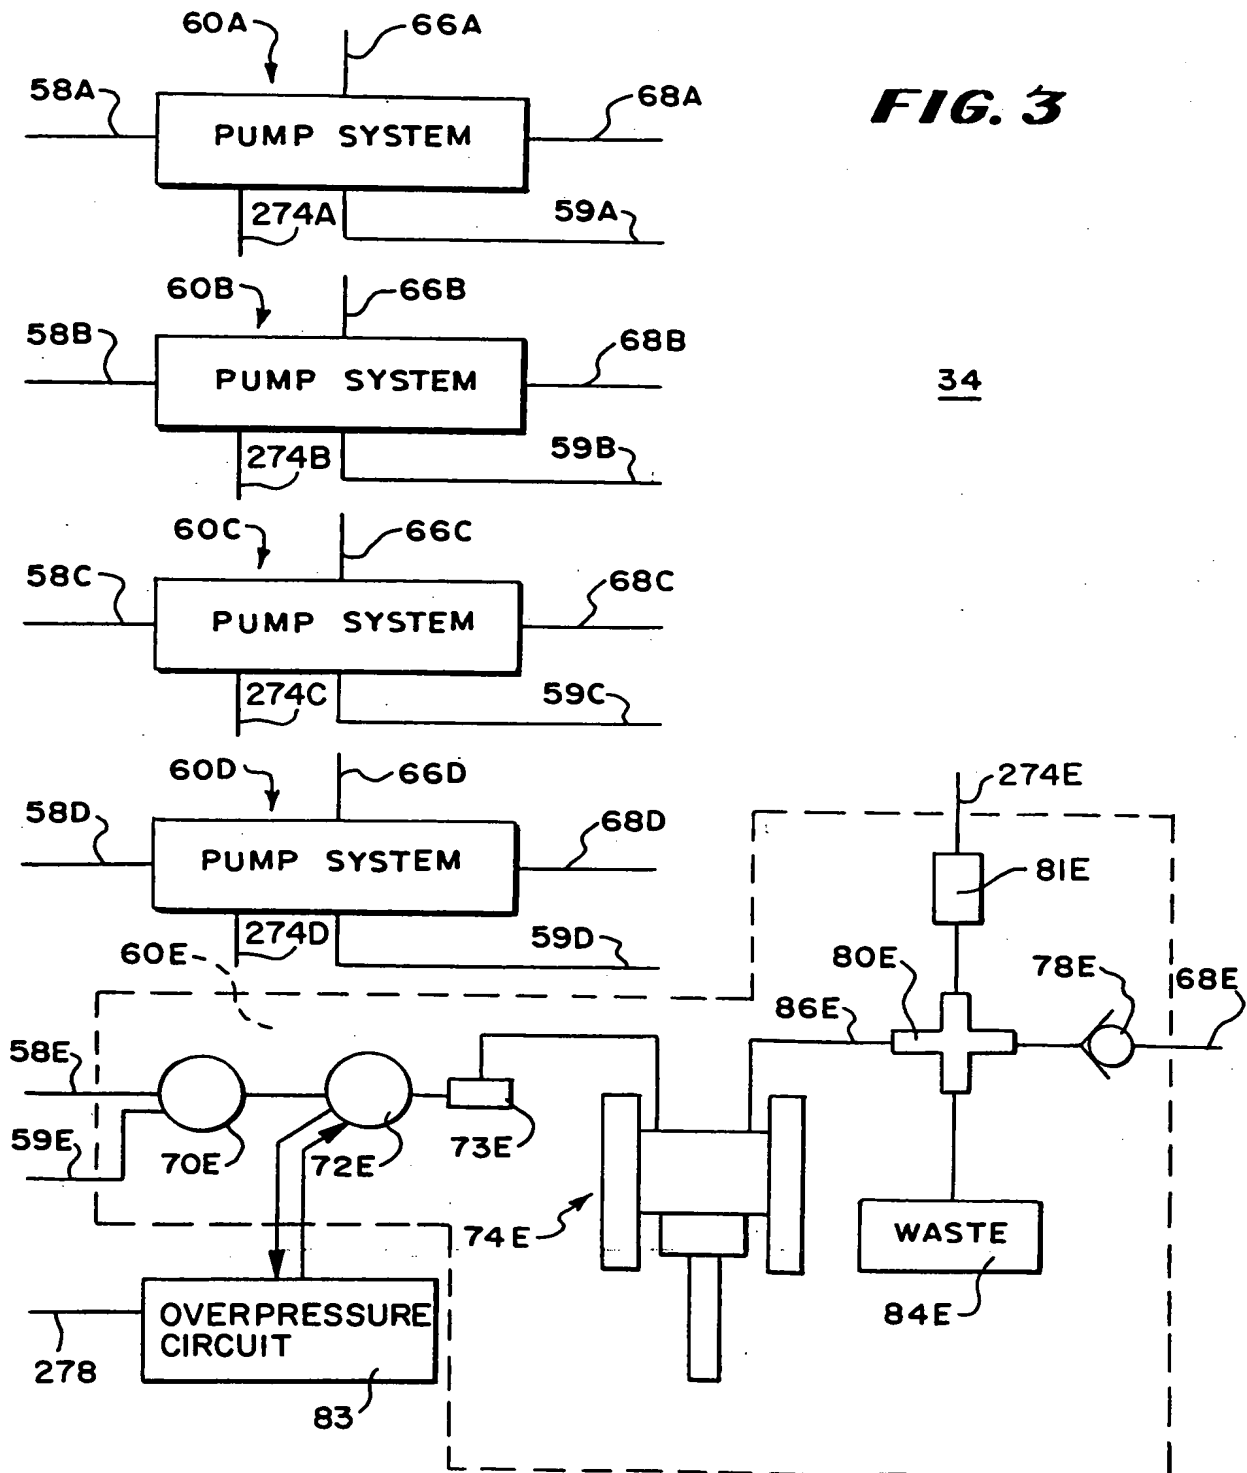 60A
66A
FIG. 3
58A
68A
PUMP SYSTEM
274A
59A
60B
66B
58B
68B
PUMP SYSTEM
34
274B
59B
60C
66C
58C
68C
PUMP SYSTEM
274C
59C
60D
66D
274E
58D
68D
PUMP SYSTEM
81E
274D
59D
60E
80E
78E
68E
86E
58E
59E
70E
72E
73E
74E
WASTE
84E
OVERPRESSURE
CIRCUIT
278
83